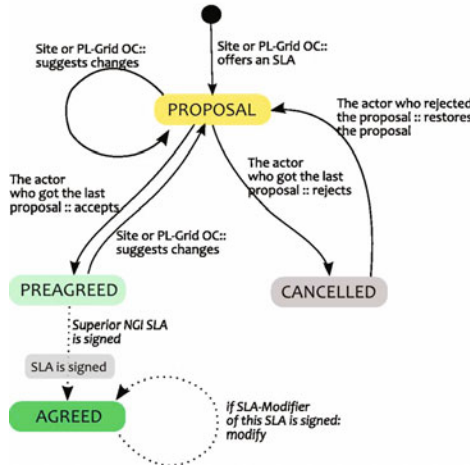 Site or PL-Grid OC::
suggests changes
Site or PL-Grid OC::
offers an SLA
PROPOSAL
The actor who rejected
the proposal :: restores
the proposal
The actor
who got the last
proposal :: accepts
The actor
who got the last
proposal :: rejects
Site or PL-Grid OC::
suggests changes
PREAGREED
CANCELLED
Superior NGI SLA
is signed
SLA is signed
AGREED
if SLA-Modifier
of this SLA is signed:
modify